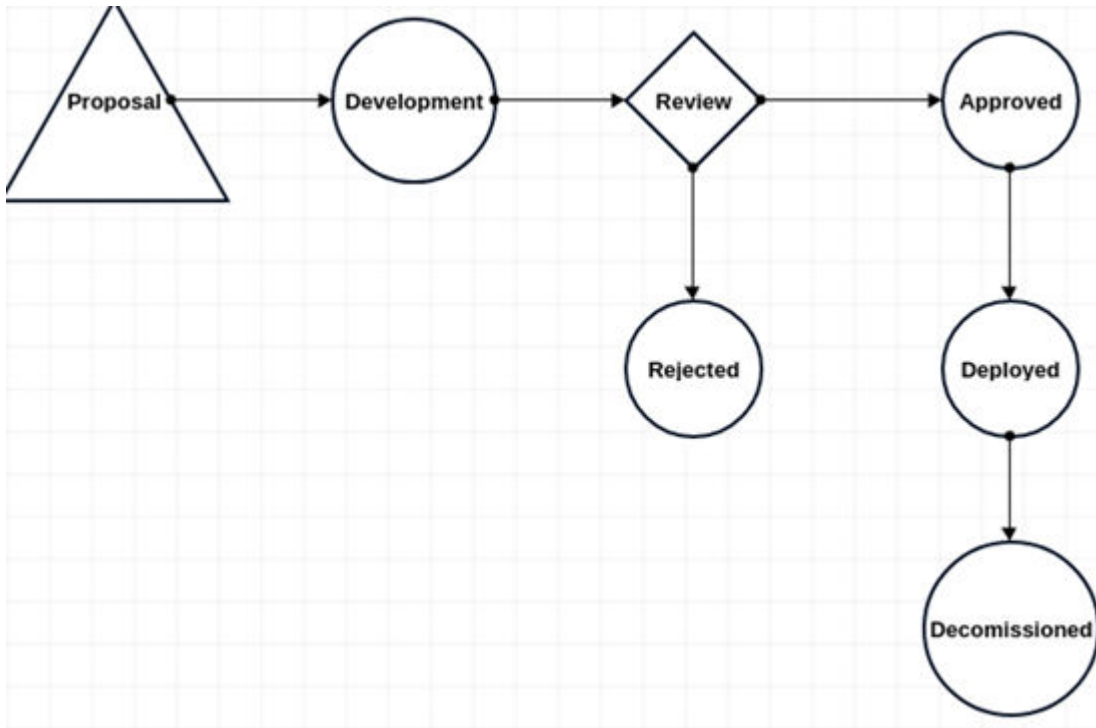 Proposal
Development
Review
Approved
Rejected
Deployed
Decomissioned